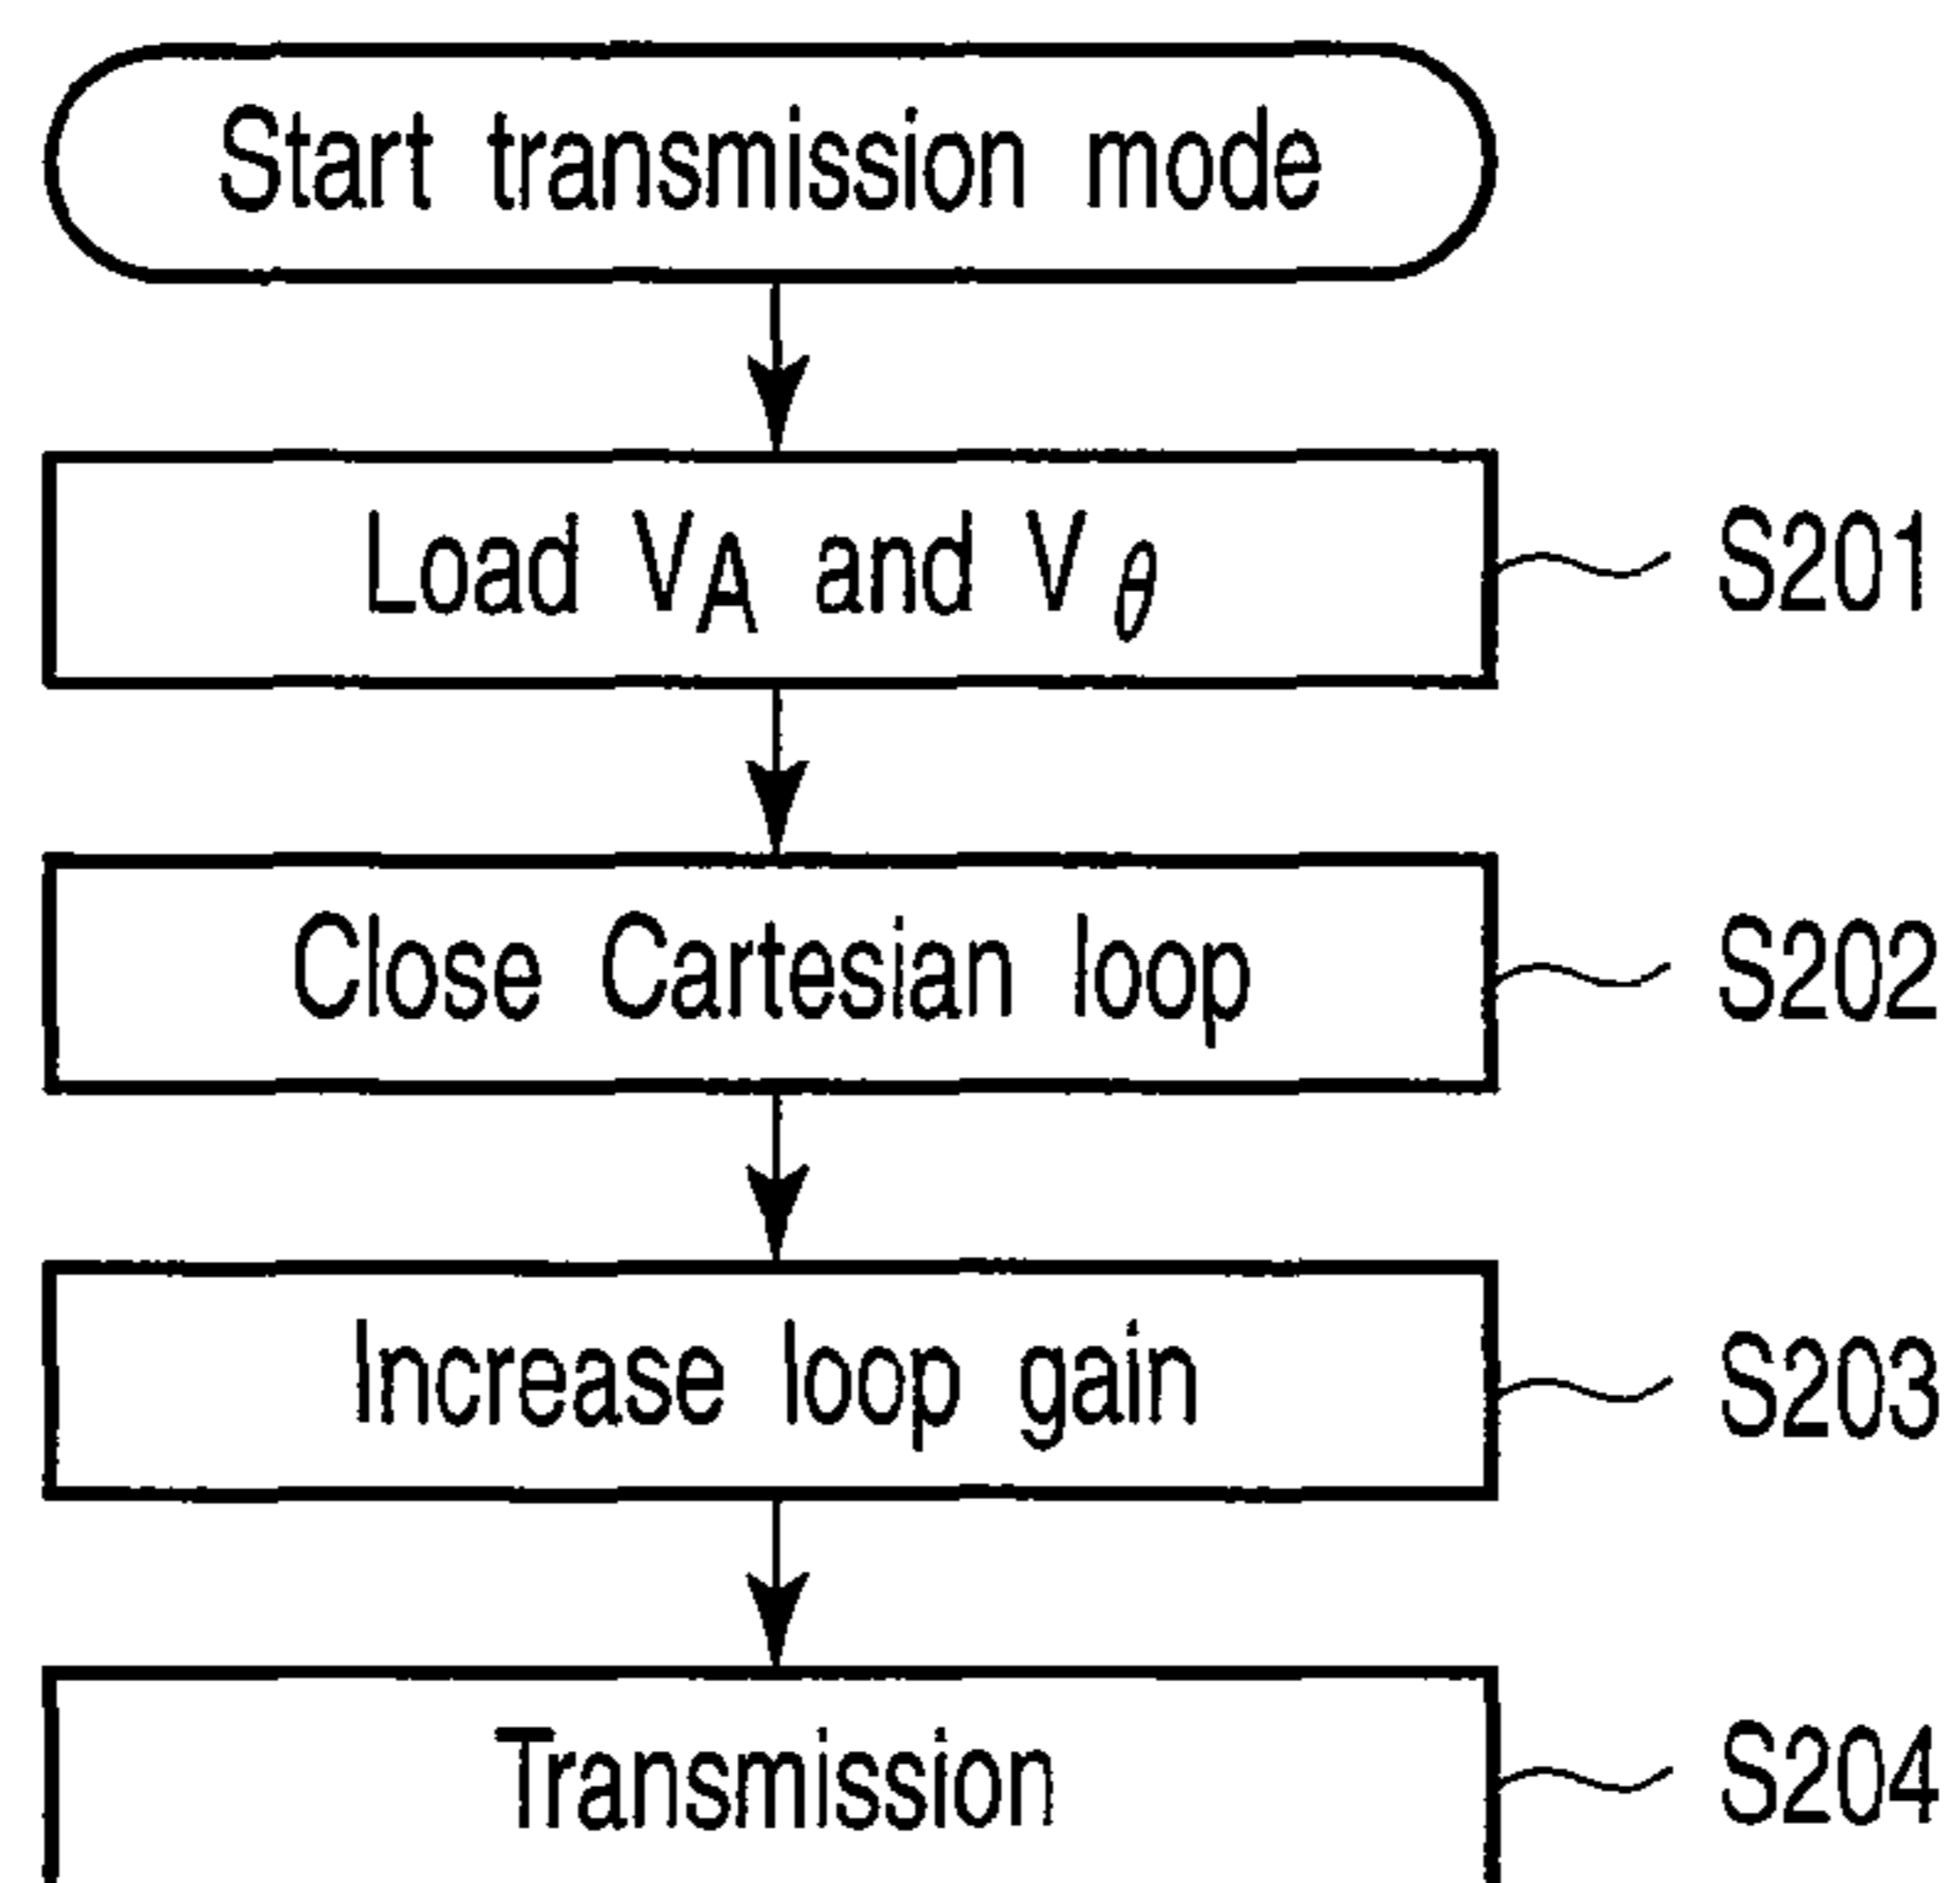 Start transmission mode
Load VA and Vθ
S201
Close Cartesian loop
S202
Increase loop gain
S203
Transmission
S204